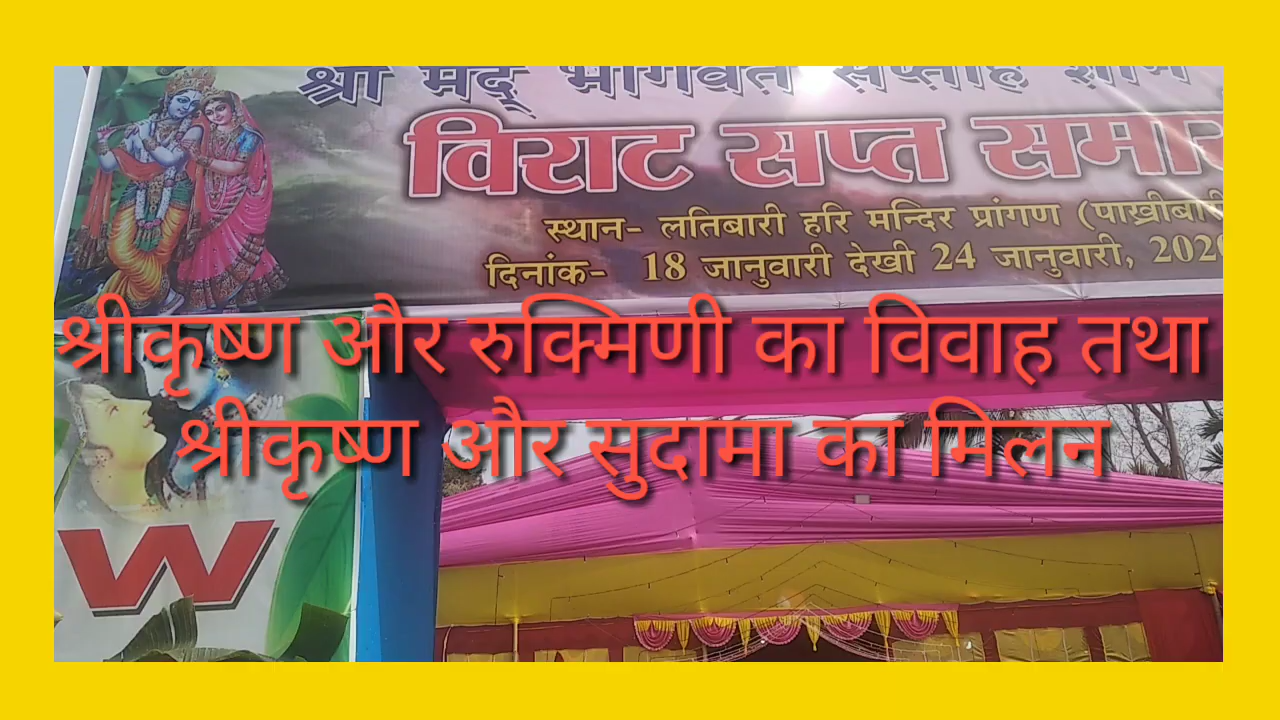 श्री मद् भागवत सप्ताह
विराट सप्त
स्थान- लतिबारी हरि मन्दिर प्रांगण
दिनांक- 18 जानुवारी देखी 24 जानुवारी,
श्रीकृष्ण और रुक्मिणी का विवाह तथा
श्रीकृष्ण और सुदामा का मिलन
W